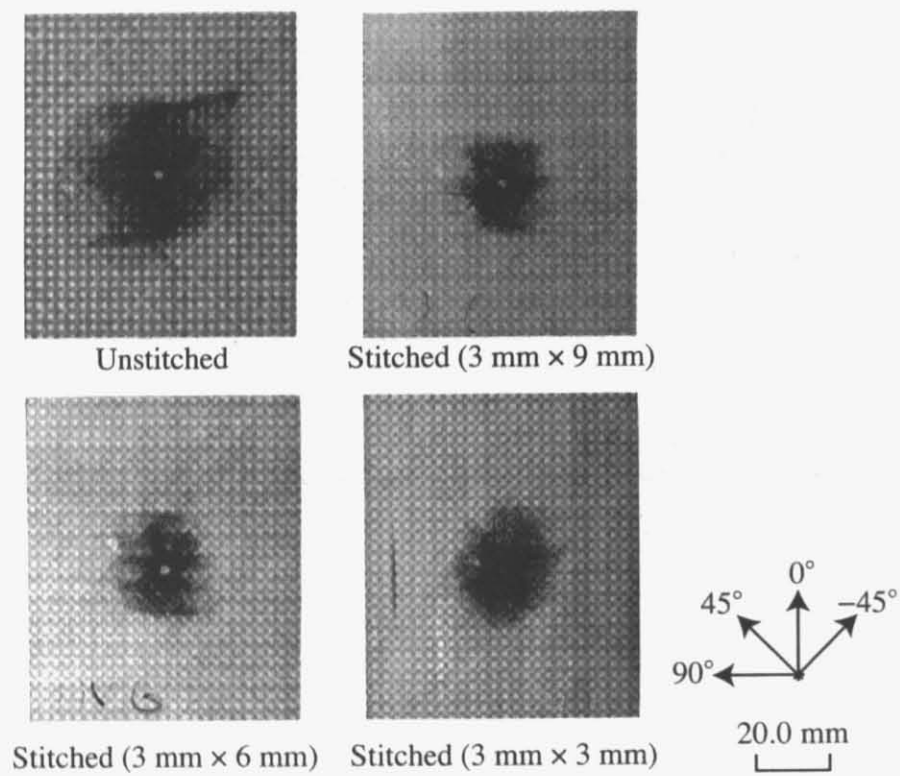 Unstitched
Stitched (3 mm × 9 mm)
Stitched (3 mm × 6 mm)
Stitched (3 mm × 3 mm)
0°
45°
−45°
90°
20.0 mm